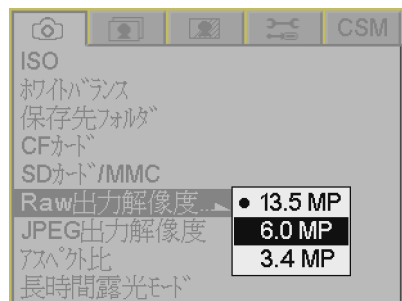 CSM
ISO
ホワイトバランス
保存先フォルダ
CFカード
SDカード/MMC
Raw出力解像度...
13.5 MP
JPEG出力解像度
6.0 MP
アスペクト比
3.4 MP
長時間露光モード